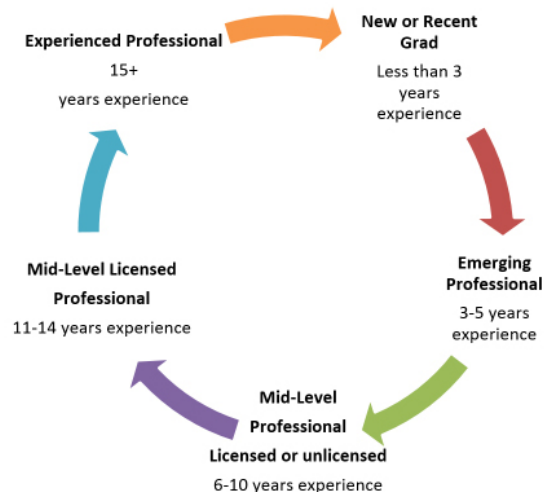 New or Recent
Grad
Less than 3
years
experience
Emerging
Professional
3-5 years
experience
Mid-Level
Professional
Licensed or unlicensed
6-10 years experience
Mid-Level Licensed
Professional
11-14 years experience
Experienced Professional
15+
years experience